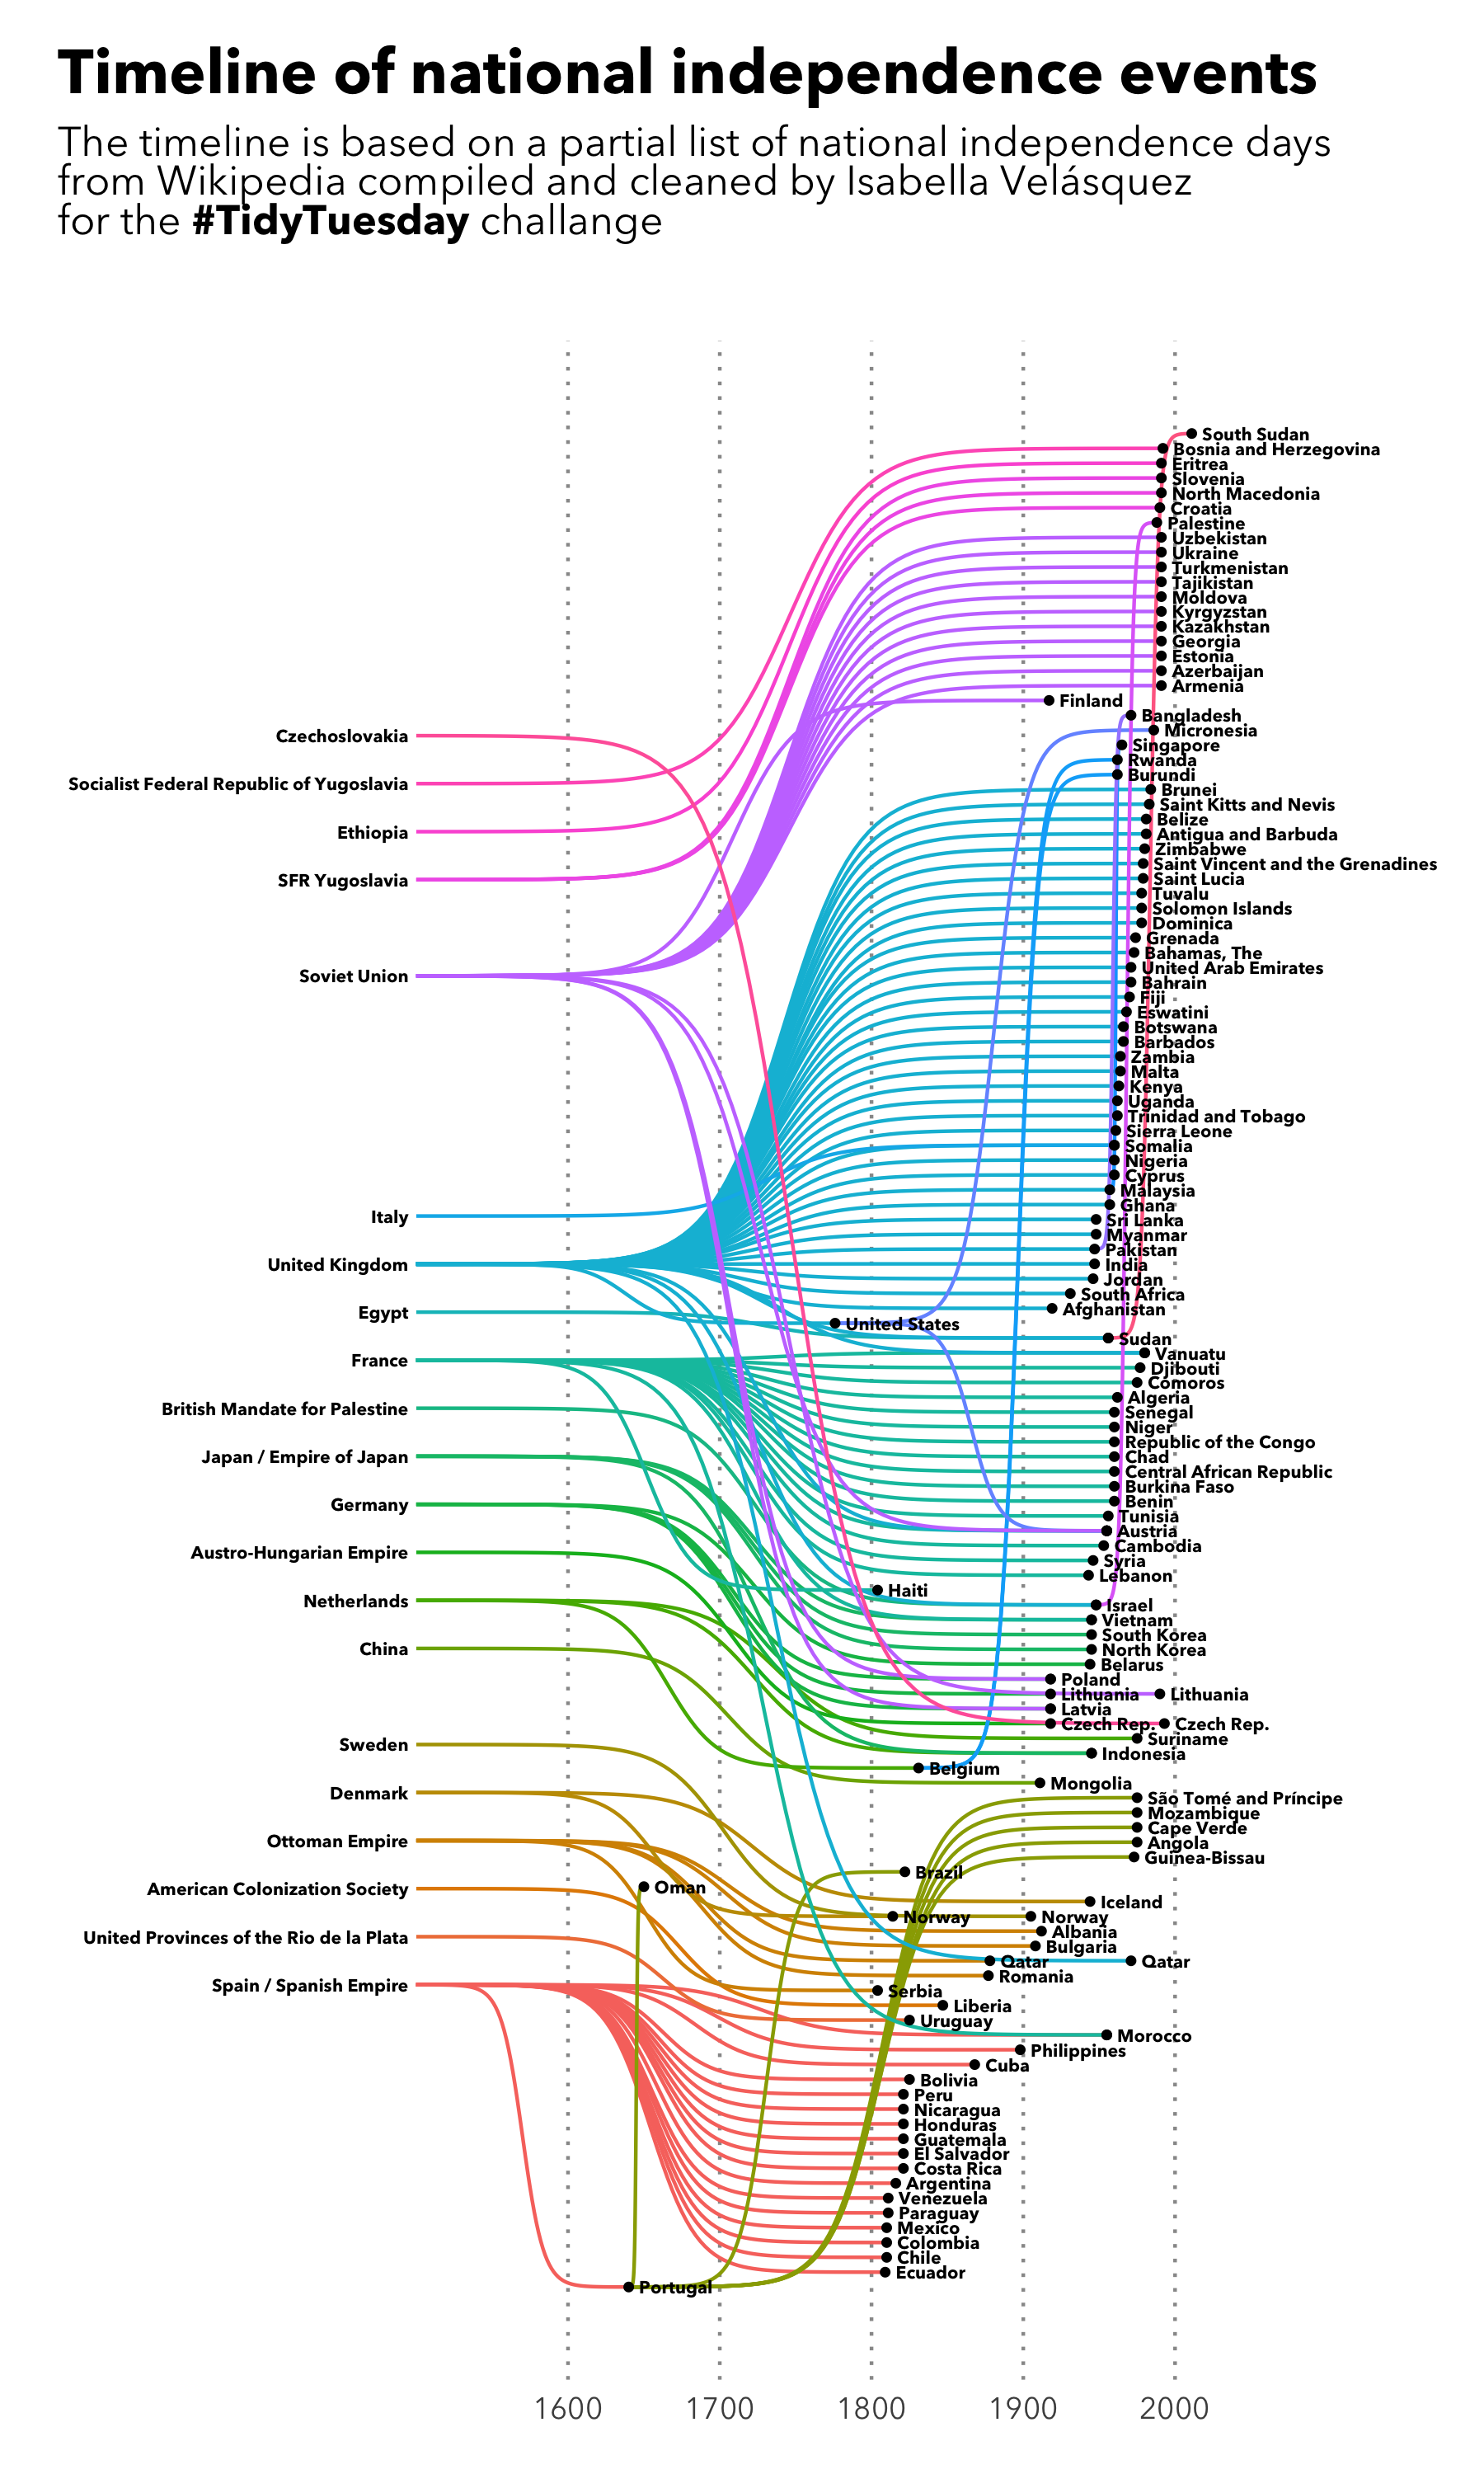 Timeline of national independence events
The timeline is based on a partial list of national independence days
from Wikipedia compiled and cleaned by Isabella Velásquez
for the #TidyTuesday challange
South Sudan
Bosnia and Herzegovina
Eritrea
Slovenia
North Macedonia
Croatia
Palestine
Uzbekistan
Ukraine
Turkmenistan
Tajikistan
Moldova
Kyrgyzstan
Kazakhstan
Georgia
Estonia
Azerbaijan
Armenia
Finland
Bangladesh
Micronesia
Czechoslovakia
Singapore
Rwanda
Burundi
Socialist Federal Republic of Yugoslavia
Brunei
Saint Kitts and Nevis
Belize
Ethiopia
Antigua and Barbuda
Zimbabwe
Saint Vincent and the Grenadines
SFR Yugoslavia
Saint Lucia
Tuvalu
Solomon Islands
Dominica
Grenada
Bahamas, The
United Arab Emirates
Soviet Union
Bahrain
Fiji
Eswatini
Botswana
Barbados
Zambia
Malta
Kenya
Uganda
Trinidad and Tobago
Sierra Leone
Somalia
Nigeria
Cyprus
Malaysia
Ghana
Italy
Sri Lanka
Myanmar
Pakistan
United Kingdom
India
Jordan
South Africa
Afghanistan
Egypt
United States
Sudan
Vanuatu
France
Djibouti
Comoros
Algeria
British Mandate for Palestine
Senegal
Niger
Republic of the Congo
Japan / Empire of Japan
Chad
Central African Republic
Burkina Faso
Benin
Germany
Tunisia
Austria
Cambodia
Austro-Hungarian Empire
Syria
Lebanon
Haiti
Netherlands
Israel
Vietnam
South Korea
China
North Korea
Belarus
Poland
Lithuania
Lithuania
Latvia
Czech Rep.
Czech Rep.
Suriname
Sweden
Indonesia
Belgium
Mongolia
Denmark
São Tomé and Príncipe
Mozambique
Cape Verde
Ottoman Empire
Angola
Guinea-Bissau
Brazil
American Colonization Society
Oman
Iceland
Norway
Norway
Albania
United Provinces of the Rio de la Plata
Bulgaria
Qatar
Qatar
Romania
Spain / Spanish Empire
Serbia
Liberia
Uruguay
Morocco
Philippines
Cuba
Bolivia
Peru
Nicaragua
Honduras
Guatemala
El Salvador
Costa Rica
Argentina
Venezuela
Paraguay
Mexico
Colombia
Chile
Ecuador
Portugal
1600 1700 1800 1900 2000